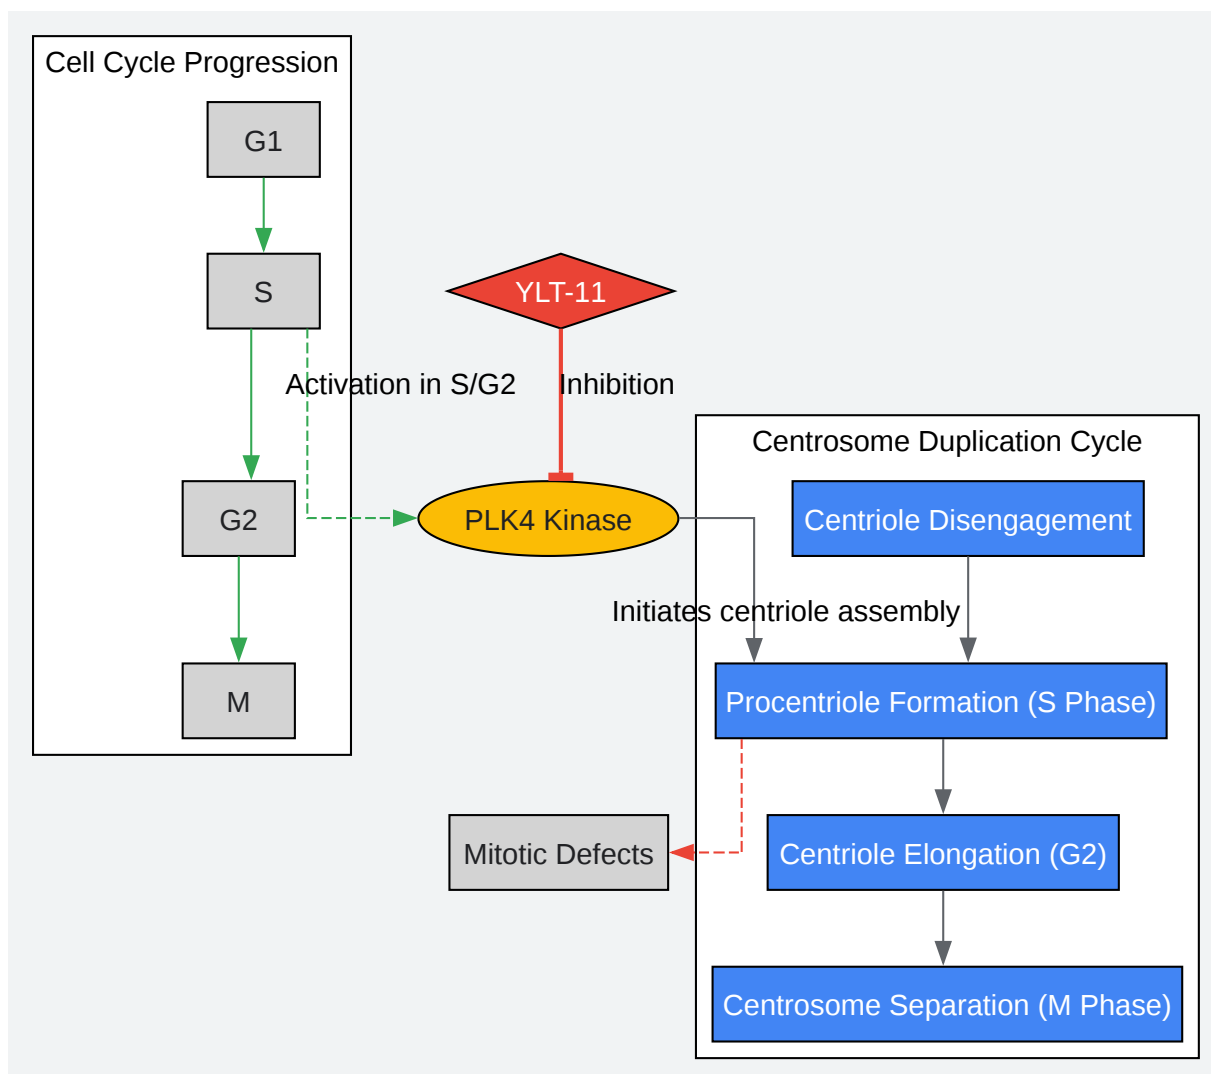 Cell Cycle Progression
G1
S
YLT-11
Activation in S/G2
Inhibition
Centrosome Duplication Cycle
G2
PLK4 Kinase
Centriole Disengagement
Initiates centriole assembly
M
Procentriole Formation (S Phase)
Mitotic Defects
Centriole Elongation (G2)
Centrosome Separation (M Phase)